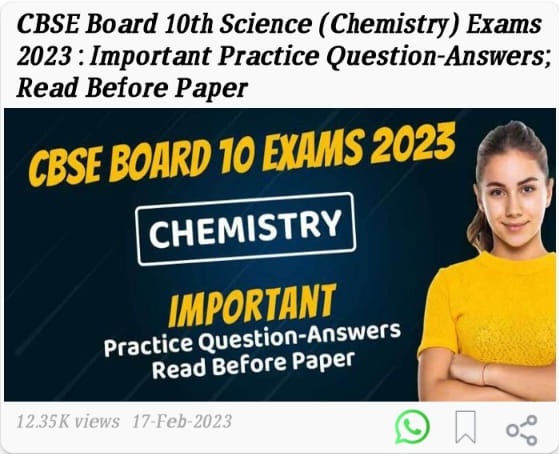 CBSE Board 10th Science (Chemistry) Exams
2023 : Important Practice Question-Answers;
Read Before Paper
CBSE BOARD 10 EXAMS 2023
CHEMISTRY
IMPORTANT
Practice Question-Answers
Read Before Paper
12.35K views 17-Feb-2023